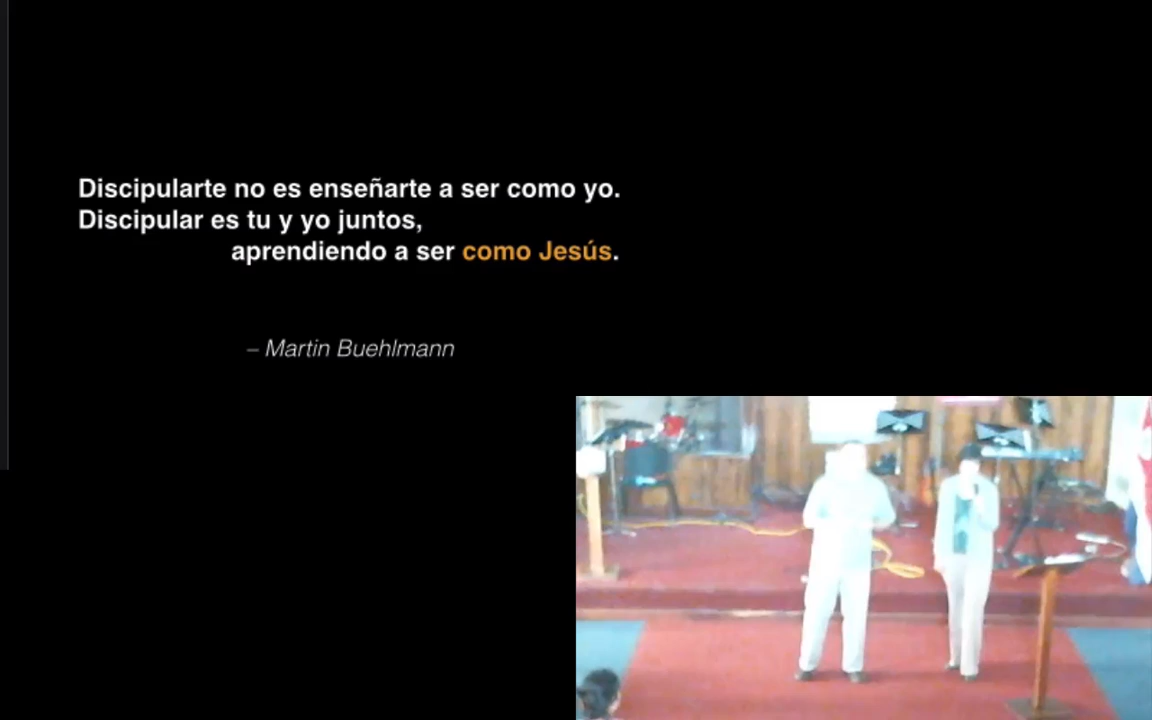 Discipularte no es enseñarte a ser como yo.
Discipular es tu y yo juntos,
aprendiendo a ser como Jesús.
– Martin Buehlmann